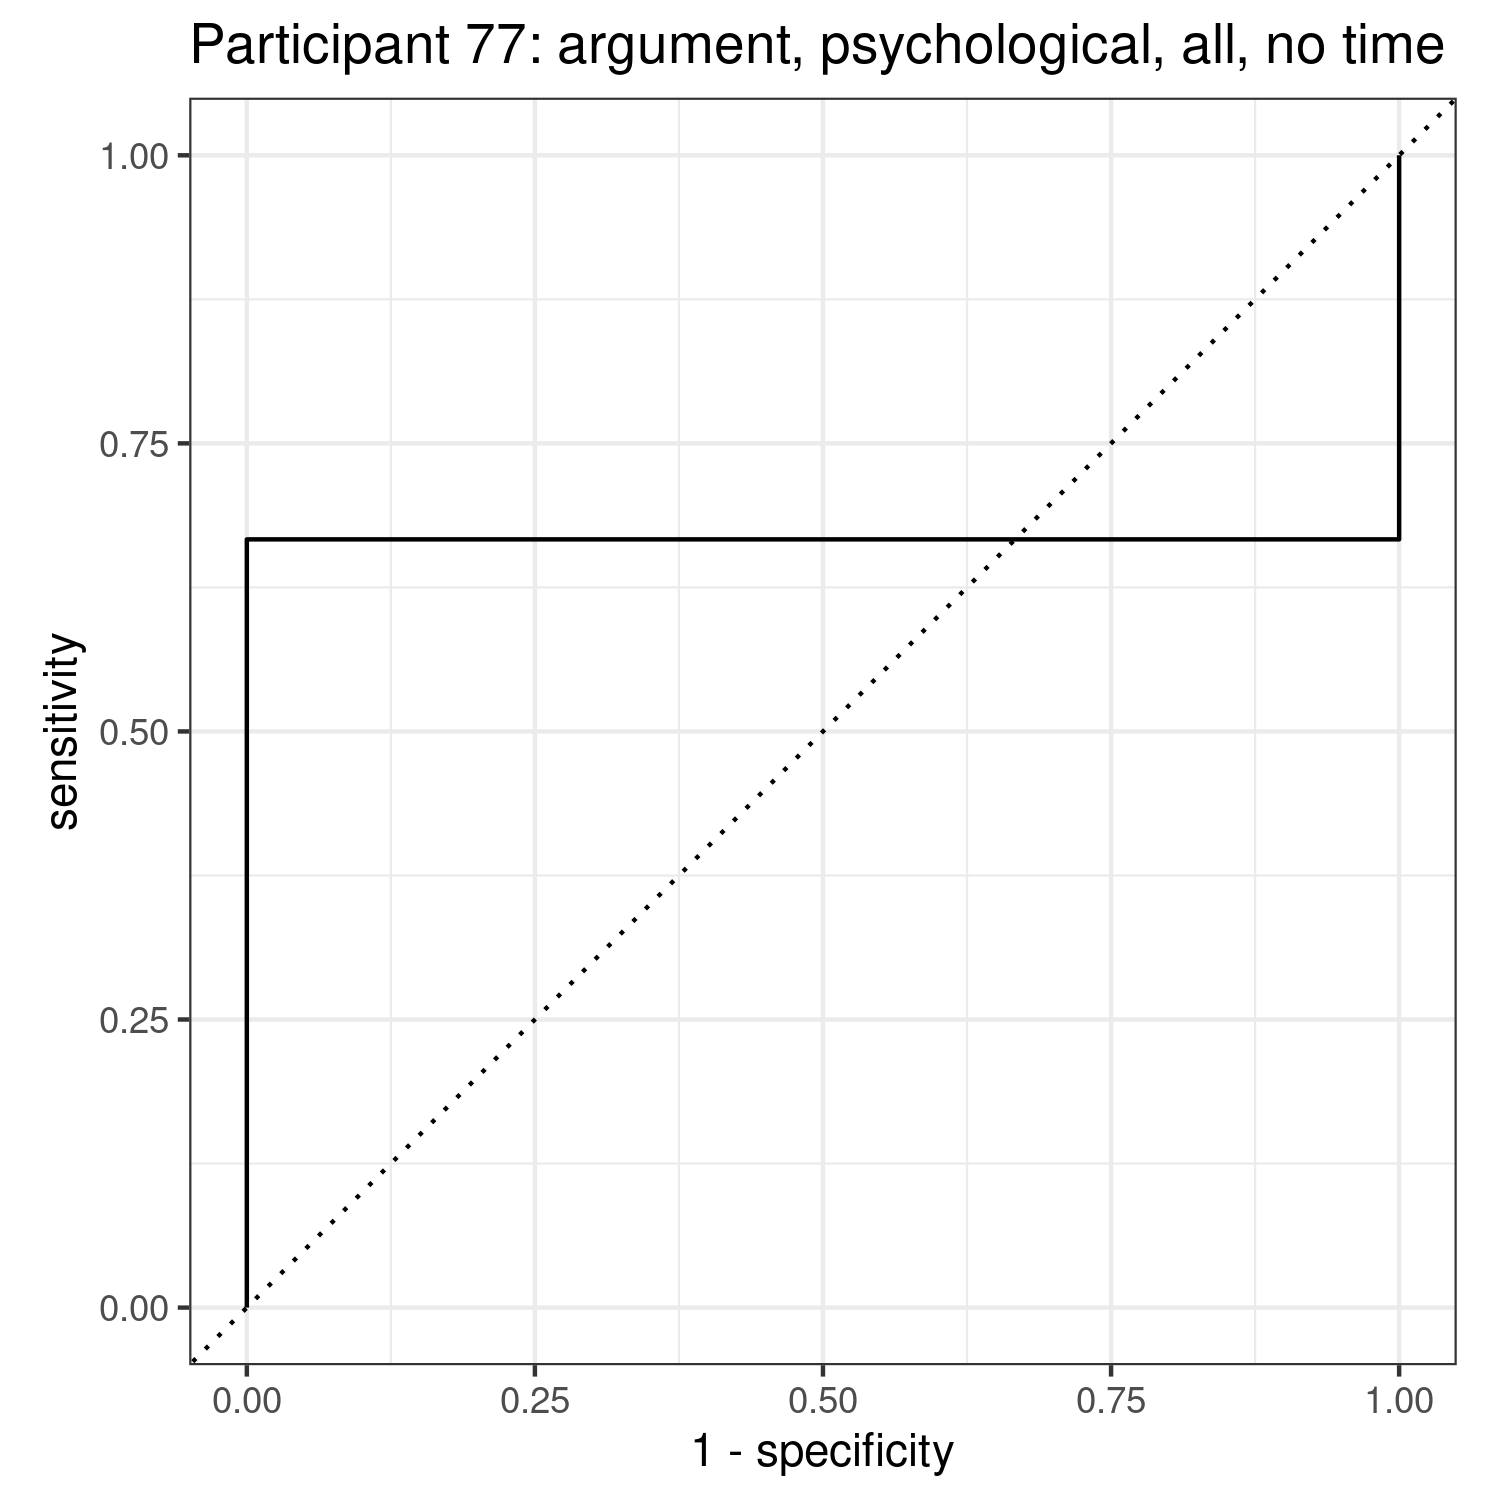 Participant 77: argument, psychological, all, no time
1.00
0.75
0.50
0.25
0.00
sensitivity
0.00 0.25 0.50 0.75 1.00
1 - specificity